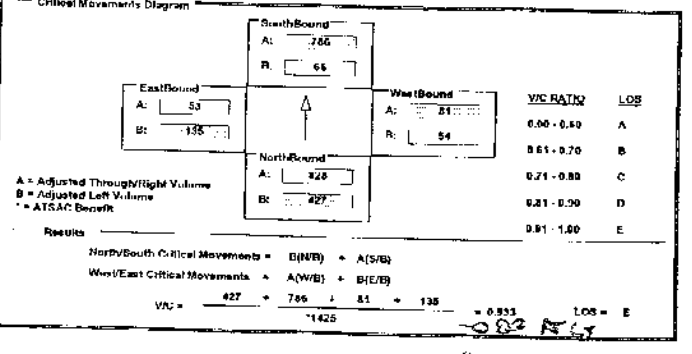 Critical Movements Diagram
SouthBound
A: 786
B: 66
EastBound
A: 53
B: 135
WestBound
A: 81
B: 54
V/C RATIO LOS
0.00 - 0.60 A
0.61 - 0.70 B
0.71 - 0.80 C
0.81 - 0.90 D
0.91 - 1.00 E
NorthBound
A: 428
B: 427
A = Adjusted Through/Right Volume
B = Adjusted Left Volume
* = ATSAC Benefit
Results
North/South Critical Movements = B(N/B) + A(S/B)
West/East Critical Movements = A(W/B) + B(E/B)
V/C = 427 + 786 + 81 + 135 = 0.933 LOS = E
*1425